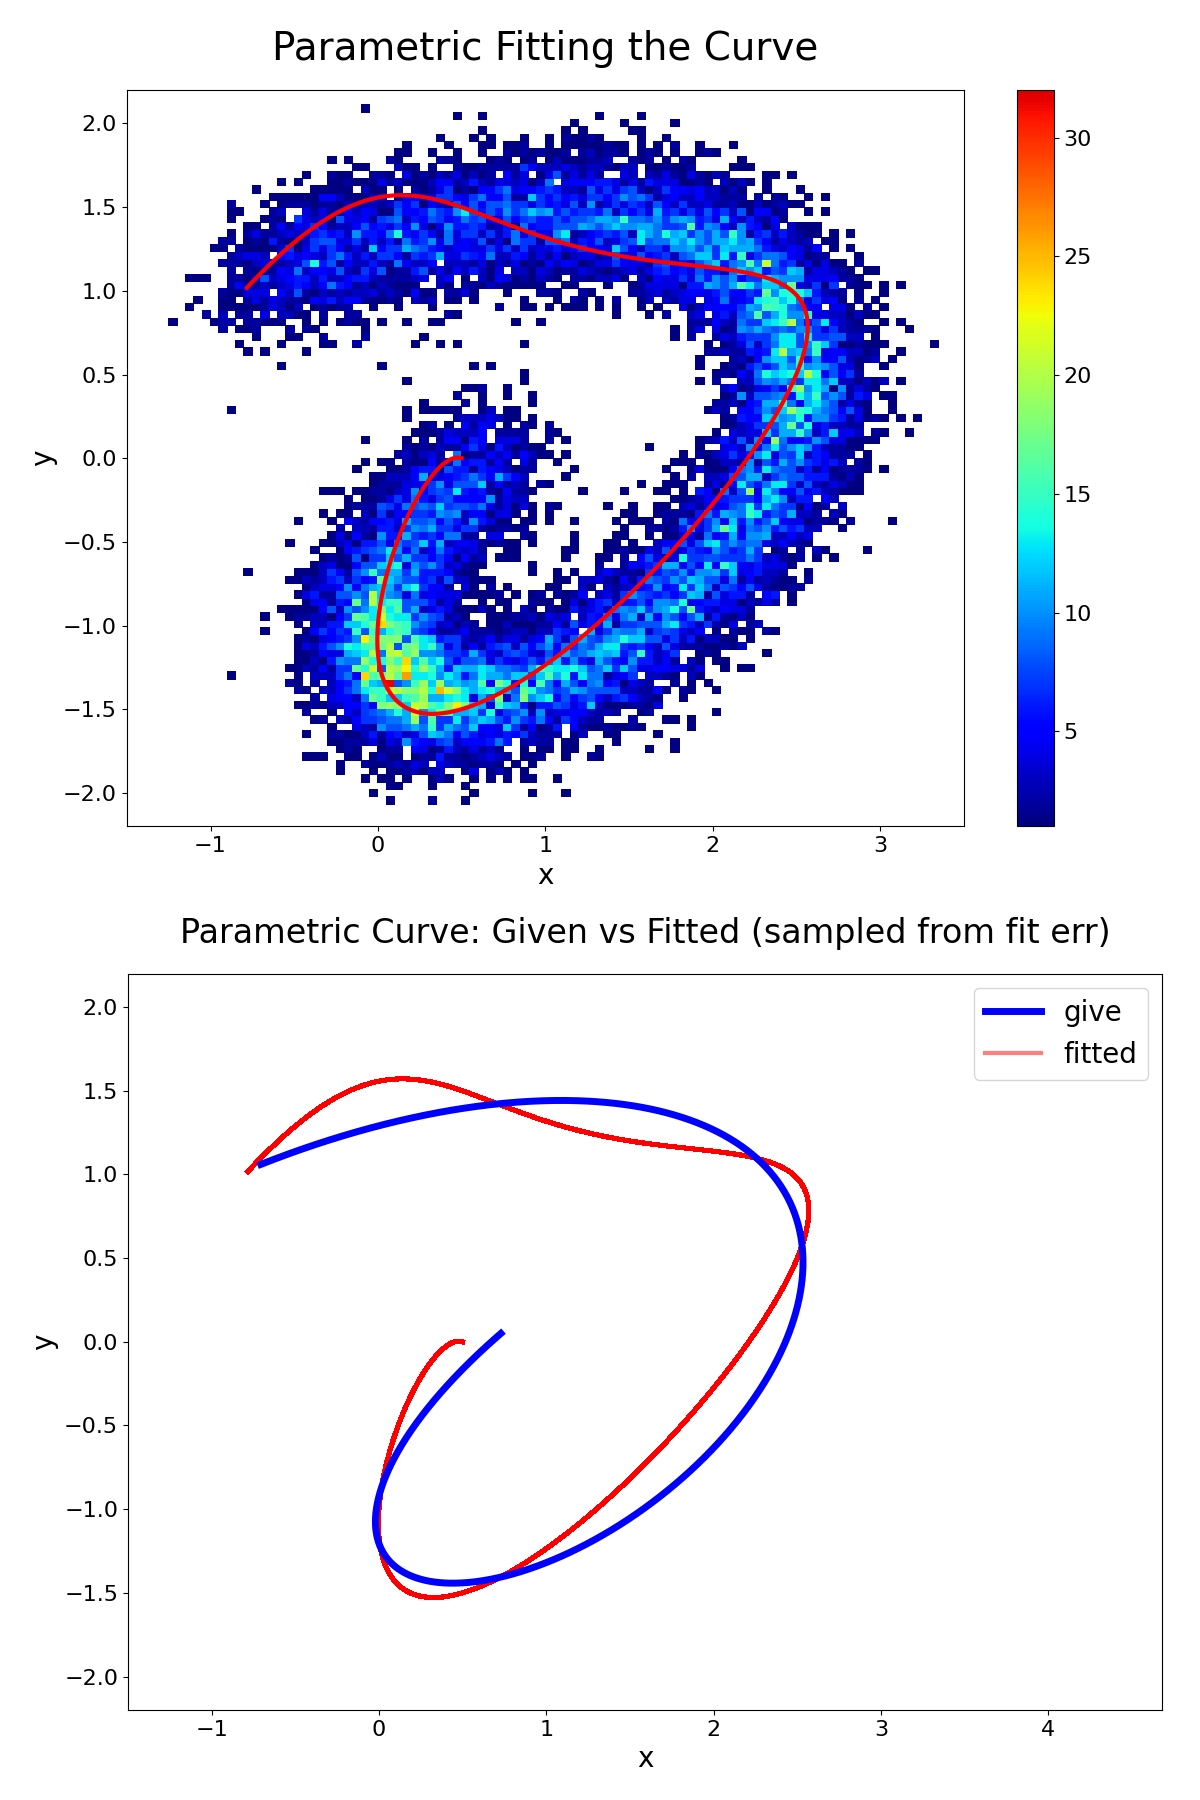 Parametric Fitting the Curve
2.0
1.5
1.0
0.5
0.0
−0.5
−1.0
−1.5
−2.0
y
−1 0 1 2 3
x
30
25
20
15
10
5
Parametric Curve: Given vs Fitted (sampled from fit err)
give
fitted
2.0
1.5
1.0
0.5
0.0
−0.5
−1.0
−1.5
−2.0
y
−1 0 1 2 3 4
x